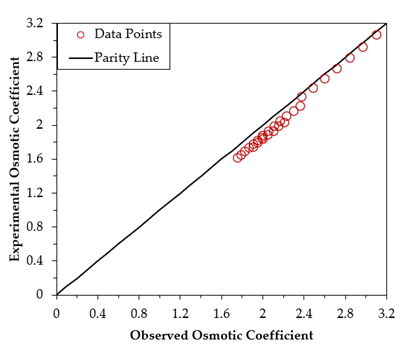 3.2
Data Points
Parity Line
2.8
2.4
2
1.6
1.2
0.8
0.4
0
Experimental Osmotic Coefficient
0 0.4 0.8 1.2 1.6 2 2.4 2.8 3.2
Observed Osmotic Coefficient